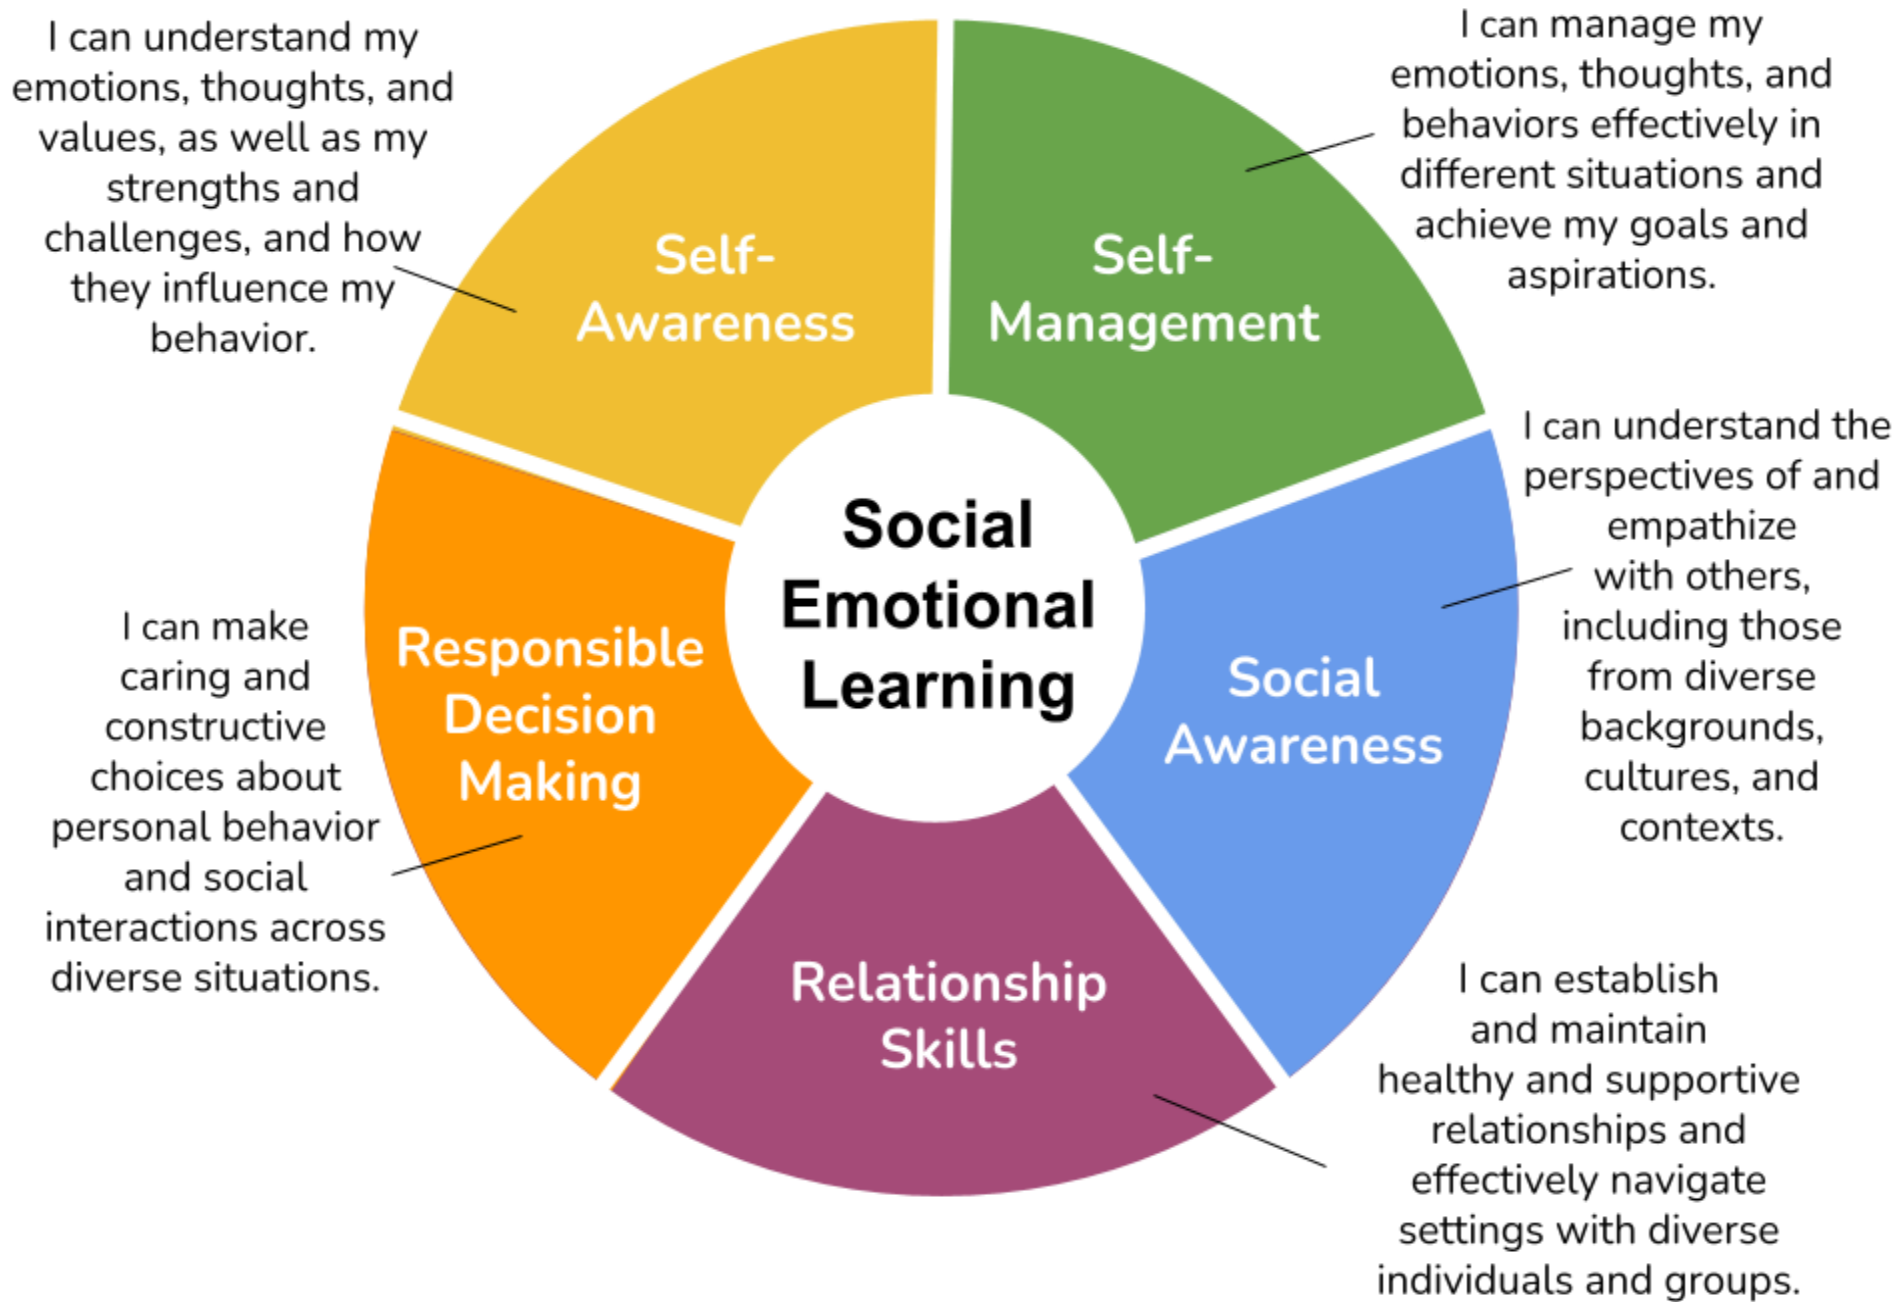 I can understand my
emotions, thoughts, and
values, as well as my
strengths and
challenges, and how
they influence my
behavior.
Self-
Awareness
Self-
Management
I can manage my
emotions, thoughts, and
behaviors effectively in
different situations and
achieve my goals and
aspirations.
Social
Emotional
Learning
I can understand the
perspectives of and
empathize
with others,
including those
from diverse
backgrounds,
cultures, and
contexts.
Social
Awareness
I can make
caring and
constructive
choices about
personal behavior
and social
interactions across
diverse situations.
Responsible
Decision
Making
Relationship
Skills
I can establish
and maintain
healthy and supportive
relationships and
effectively navigate
settings with diverse
individuals and groups.